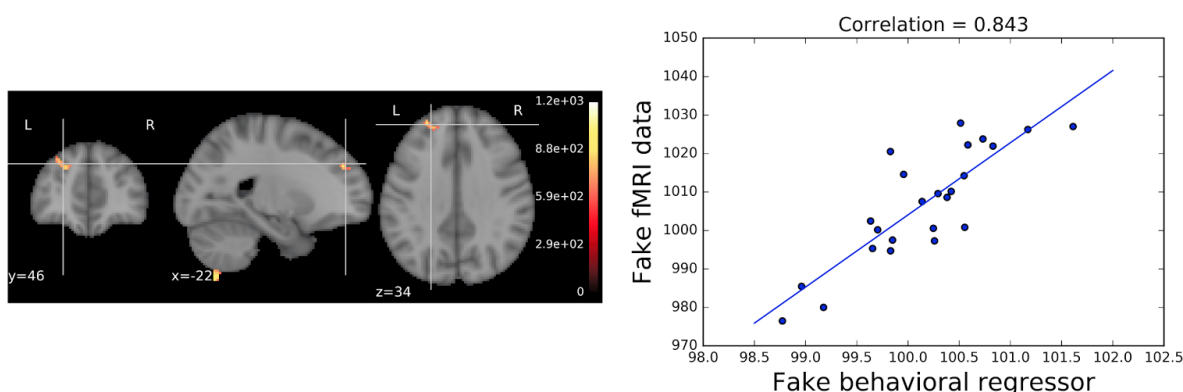 L
R
y=46
x=-22
L
R
z=34
1.2e+03
8.8e+02
5.9e+02
2.9e+02
0
Correlation = 0.843
Fake fMRI data
1050
1040
1030
1020
1010
1000
990
980
970
98.0 98.5 99.0 99.5 100.0 100.5 101.0 101.5 102.0 102.5
Fake behavioral regressor